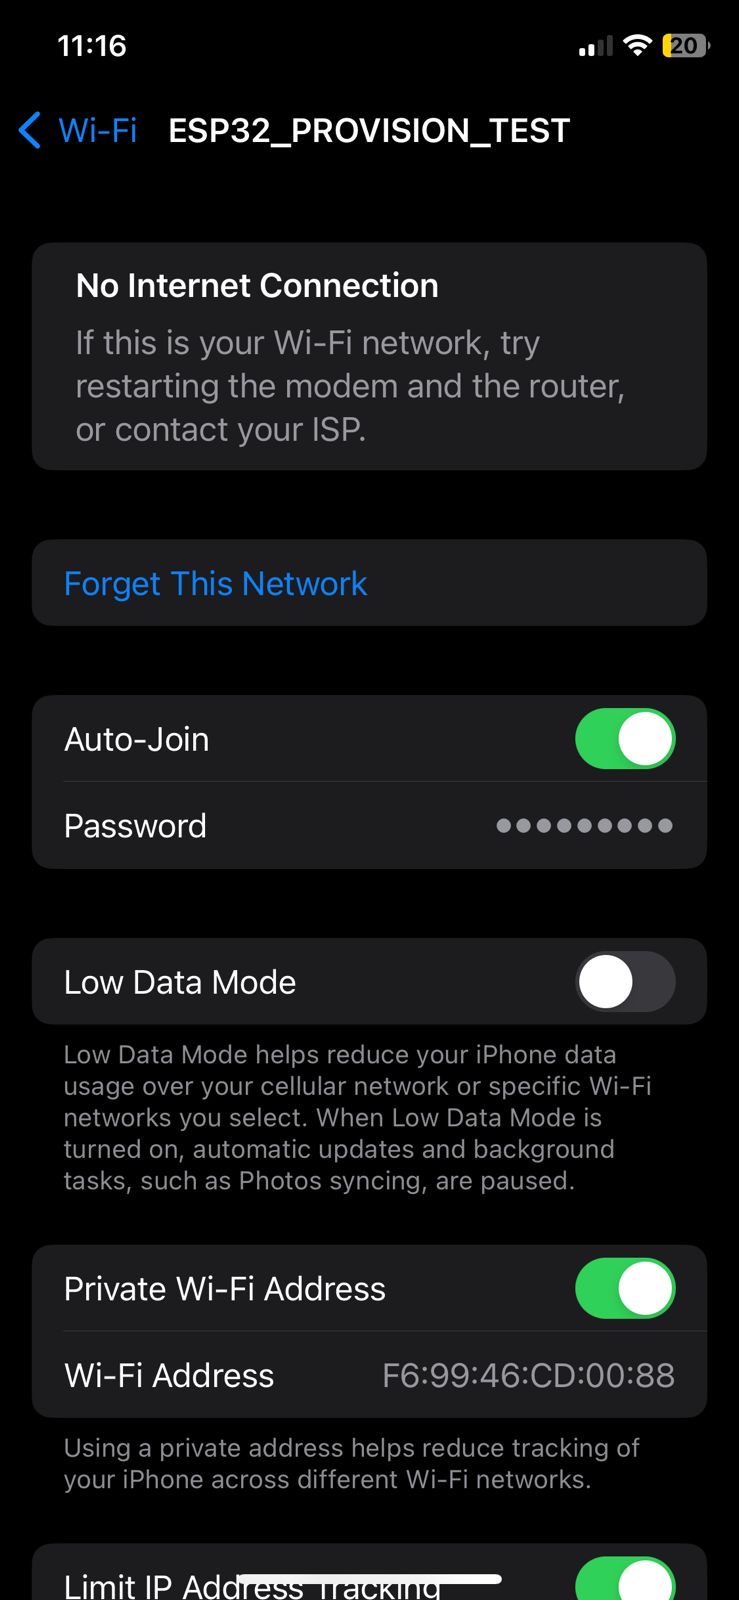 11:16
20
Wi-Fi ESP32_PROVISION_TEST
No Internet Connection
If this is your Wi-Fi network, try
restarting the modem and the router,
or contact your ISP.
Forget This Network
Auto-Join
Password
Low Data Mode
Low Data Mode helps reduce your iPhone data
usage over your cellular network or specific Wi-Fi
networks you select. When Low Data Mode is
turned on, automatic updates and background
tasks, such as Photos syncing, are paused.
Private Wi-Fi Address
Wi-Fi Address F6:99:46:CD:00:88
Using a private address helps reduce tracking of
your iPhone across different Wi-Fi networks.
Limit IP Address Tracking